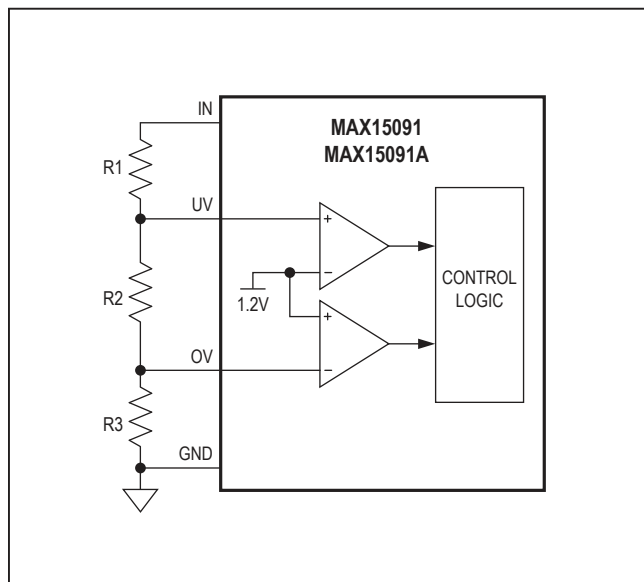 IN
MAX15091
MAX15091A
R1
UV
+
−
1.2V
R2
CONTROL
LOGIC
+
−
OV
R3
GND